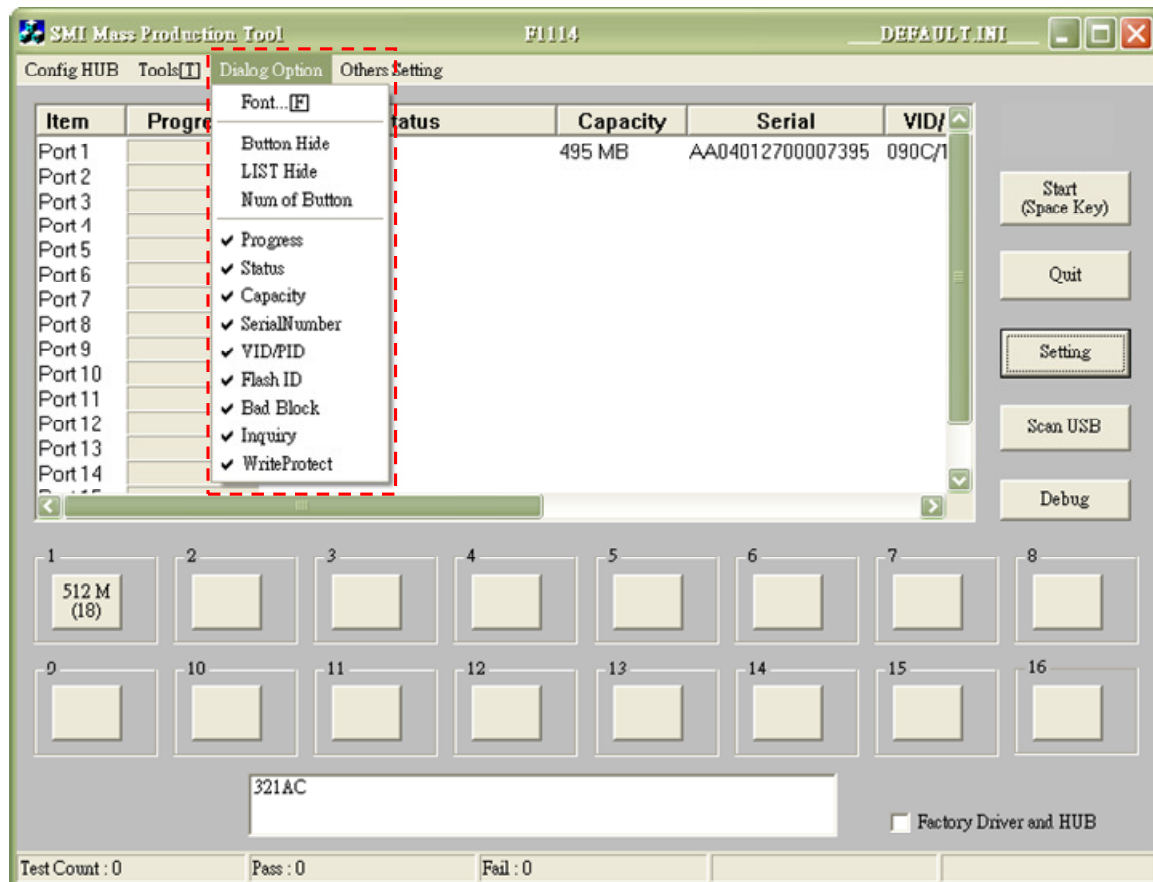 SMI Mass Production Tool F1114 DEFAULT.INI
Config HUB Tools[T] Dialog Option Others Setting
Font...[F]
Button Hide
LIST Hide
Num of Button
Progress
Status
Capacity
SerialNumber
VID/PID
Flash ID
Bad Block
Inquiry
WriteProtect
Item Progre tatus Capacity Serial VID/
Port 1 495 MB AA04012700007395 090C/1
Port 2
Port 3
Port 4
Port 5
Port 6
Port 7
Port 8
Port 9
Port 10
Port 11
Port 12
Port 13
Port 14
Start
(Space Key)
Quit
Setting
Scan USB
Debug
1 2 3 4 5 6 7 8
512 M
(18)
9 10 11 12 13 14 15 16
321AC
Factory Driver and HUB
Test Count : 0 Pass : 0 Fail : 0